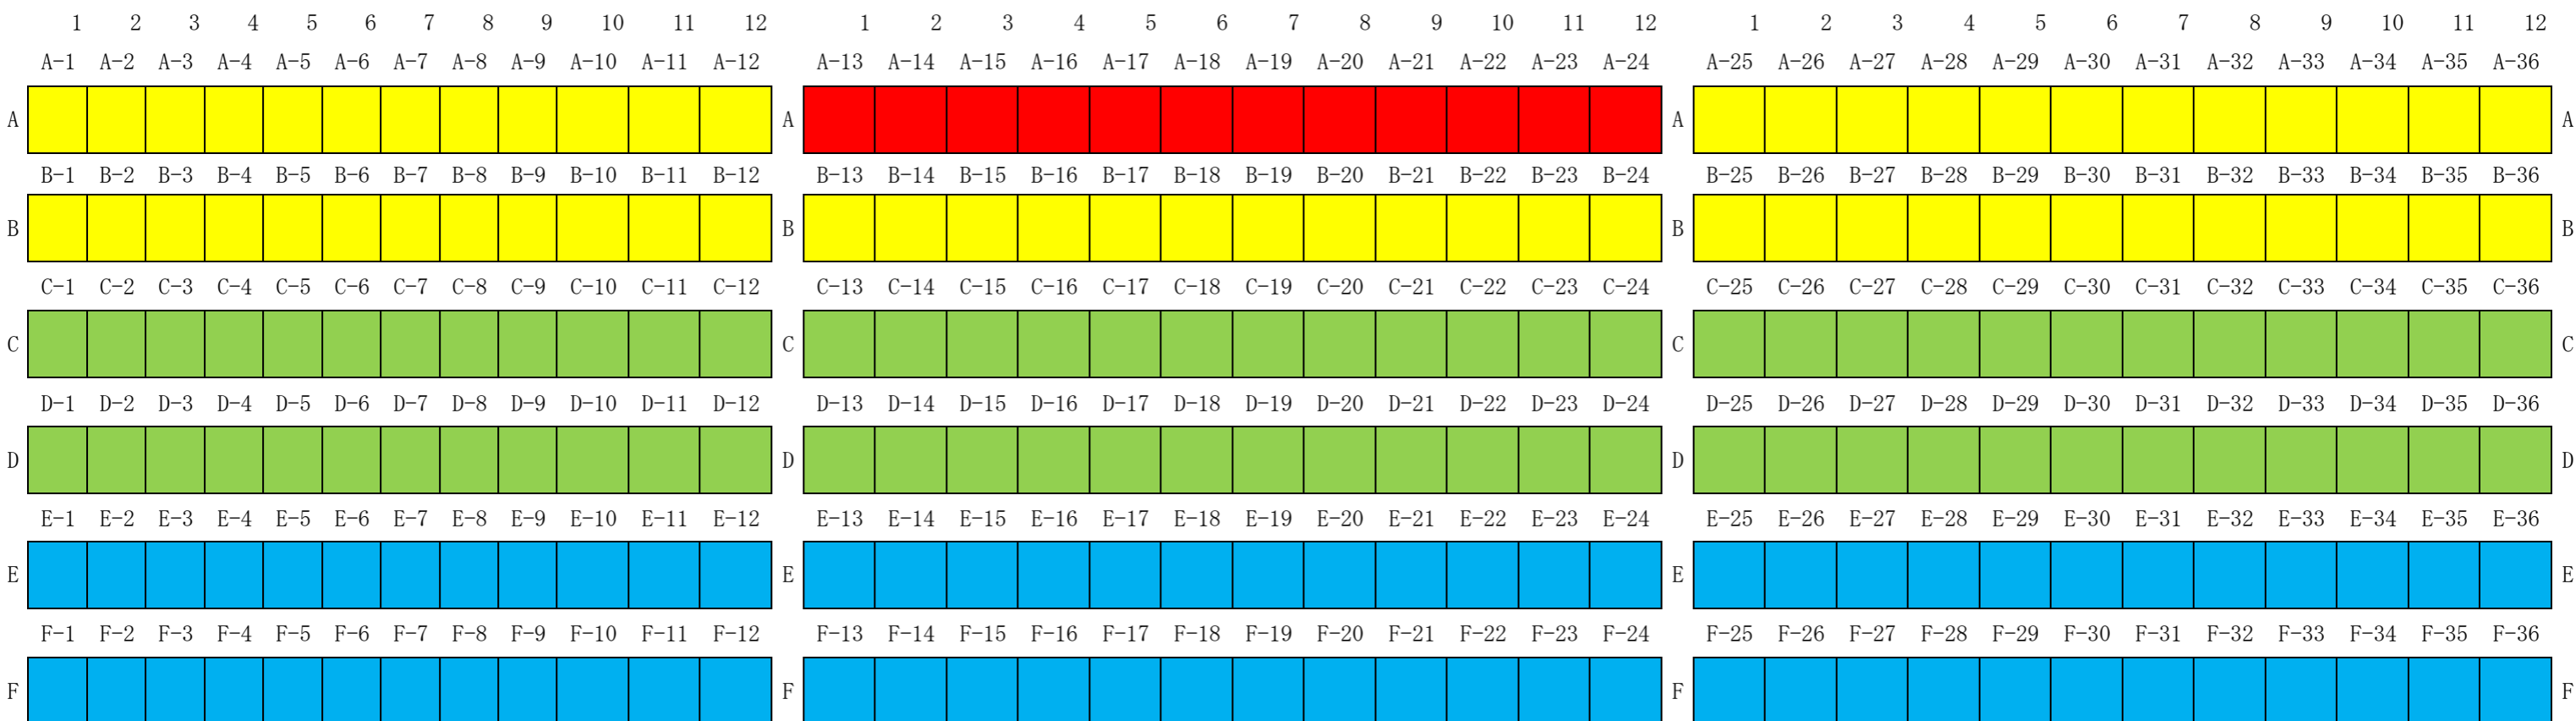 1 2 3 4 5 6 7 8 9 10 11 12 1 2 3 4 5 6 7 8 9 10 11 12 1 2 3 4 5 6 7 8 9 10 11 12
A-1 A-2 A-3 A-4 A-5 A-6 A-7 A-8 A-9 A-10 A-11 A-12 A-13 A-14 A-15 A-16 A-17 A-18 A-19 A-20 A-21 A-22 A-23 A-24 A-25 A-26 A-27 A-28 A-29 A-30 A-31 A-32 A-33 A-34 A-35 A-36
A A A A
B-1 B-2 B-3 B-4 B-5 B-6 B-7 B-8 B-9 B-10 B-11 B-12 B-13 B-14 B-15 B-16 B-17 B-18 B-19 B-20 B-21 B-22 B-23 B-24 B-25 B-26 B-27 B-28 B-29 B-30 B-31 B-32 B-33 B-34 B-35 B-36
B B B B
C-1 C-2 C-3 C-4 C-5 C-6 C-7 C-8 C-9 C-10 C-11 C-12 C-13 C-14 C-15 C-16 C-17 C-18 C-19 C-20 C-21 C-22 C-23 C-24 C-25 C-26 C-27 C-28 C-29 C-30 C-31 C-32 C-33 C-34 C-35 C-36
C C C C
D-1 D-2 D-3 D-4 D-5 D-6 D-7 D-8 D-9 D-10 D-11 D-12 D-13 D-14 D-15 D-16 D-17 D-18 D-19 D-20 D-21 D-22 D-23 D-24 D-25 D-26 D-27 D-28 D-29 D-30 D-31 D-32 D-33 D-34 D-35 D-36
D D D D
E-1 E-2 E-3 E-4 E-5 E-6 E-7 E-8 E-9 E-10 E-11 E-12 E-13 E-14 E-15 E-16 E-17 E-18 E-19 E-20 E-21 E-22 E-23 E-24 E-25 E-26 E-27 E-28 E-29 E-30 E-31 E-32 E-33 E-34 E-35 E-36
E E E E
F-1 F-2 F-3 F-4 F-5 F-6 F-7 F-8 F-9 F-10 F-11 F-12 F-13 F-14 F-15 F-16 F-17 F-18 F-19 F-20 F-21 F-22 F-23 F-24 F-25 F-26 F-27 F-28 F-29 F-30 F-31 F-32 F-33 F-34 F-35 F-36
F F F F